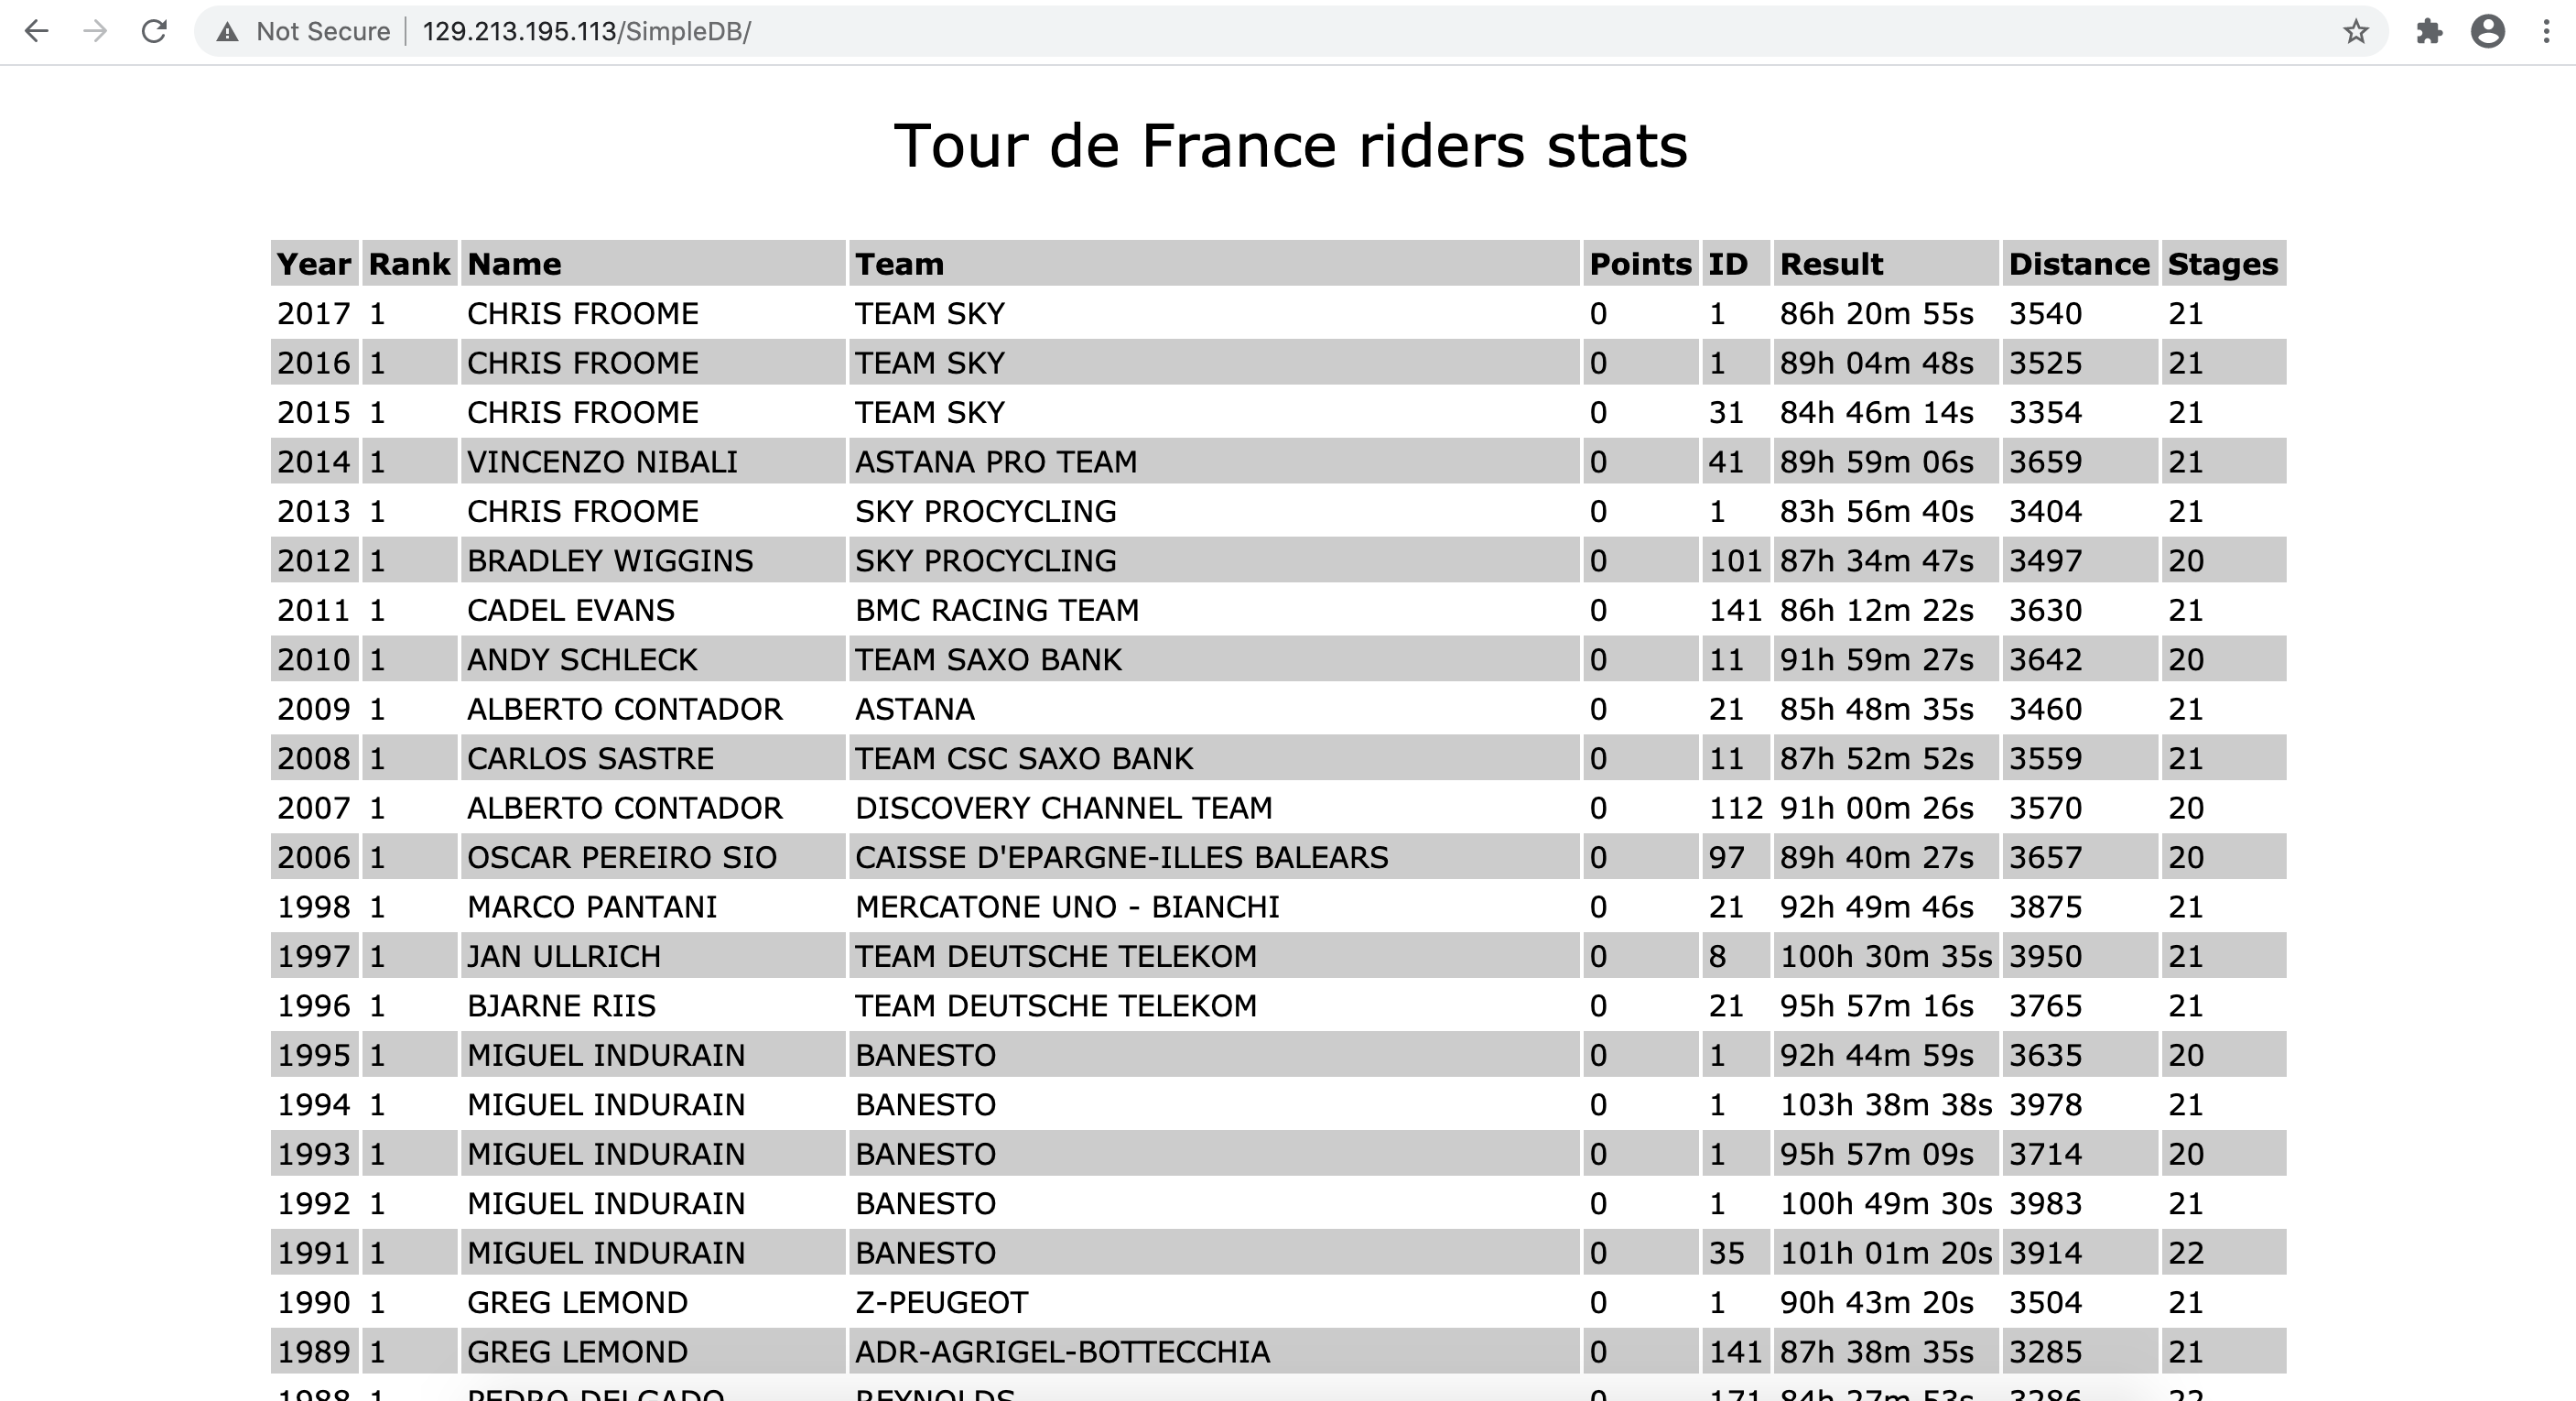 Not Secure 129.213.195.113/SimpleDB/
Tour de France riders stats
Year Rank Name Team Points ID Result Distance Stages
2017 1 CHRIS FROOME TEAM SKY 0 1 86h 20m 55s 3540 21
2016 1 CHRIS FROOME TEAM SKY 0 1 89h 04m 48s 3525 21
2015 1 CHRIS FROOME TEAM SKY 0 31 84h 46m 14s 3354 21
2014 1 VINCENZO NIBALI ASTANA PRO TEAM 0 41 89h 59m 06s 3659 21
2013 1 CHRIS FROOME SKY PROCYCLING 0 1 83h 56m 40s 3404 21
2012 1 BRADLEY WIGGINS SKY PROCYCLING 0 101 87h 34m 47s 3497 20
2011 1 CADEL EVANS BMC RACING TEAM 0 141 86h 12m 22s 3630 21
2010 1 ANDY SCHLECK TEAM SAXO BANK 0 11 91h 59m 27s 3642 20
2009 1 ALBERTO CONTADOR ASTANA 0 21 85h 48m 35s 3460 21
2008 1 CARLOS SASTRE TEAM CSC SAXO BANK 0 11 87h 52m 52s 3559 21
2007 1 ALBERTO CONTADOR DISCOVERY CHANNEL TEAM 0 112 91h 00m 26s 3570 20
2006 1 OSCAR PEREIRO SIO CAISSE D'EPARGNE-ILLES BALEARS 0 97 89h 40m 27s 3657 20
1998 1 MARCO PANTANI MERCATONE UNO - BIANCHI 0 21 92h 49m 46s 3875 21
1997 1 JAN ULLRICH TEAM DEUTSCHE TELEKOM 0 8 100h 30m 35s 3950 21
1996 1 BJARNE RIIS TEAM DEUTSCHE TELEKOM 0 21 95h 57m 16s 3765 21
1995 1 MIGUEL INDURAIN BANESTO 0 1 92h 44m 59s 3635 20
1994 1 MIGUEL INDURAIN BANESTO 0 1 103h 38m 38s 3978 21
1993 1 MIGUEL INDURAIN BANESTO 0 1 95h 57m 09s 3714 20
1992 1 MIGUEL INDURAIN BANESTO 0 1 100h 49m 30s 3983 21
1991 1 MIGUEL INDURAIN BANESTO 0 35 101h 01m 20s 3914 22
1990 1 GREG LEMOND Z-PEUGEOT 0 1 90h 43m 20s 3504 21
1989 1 GREG LEMOND ADR-AGRIGEL-BOTTECCHIA 0 141 87h 38m 35s 3285 21
1988 1 PEDRO DELGADO REYNOLDS 0 171 84h 27m 53s 3286 22